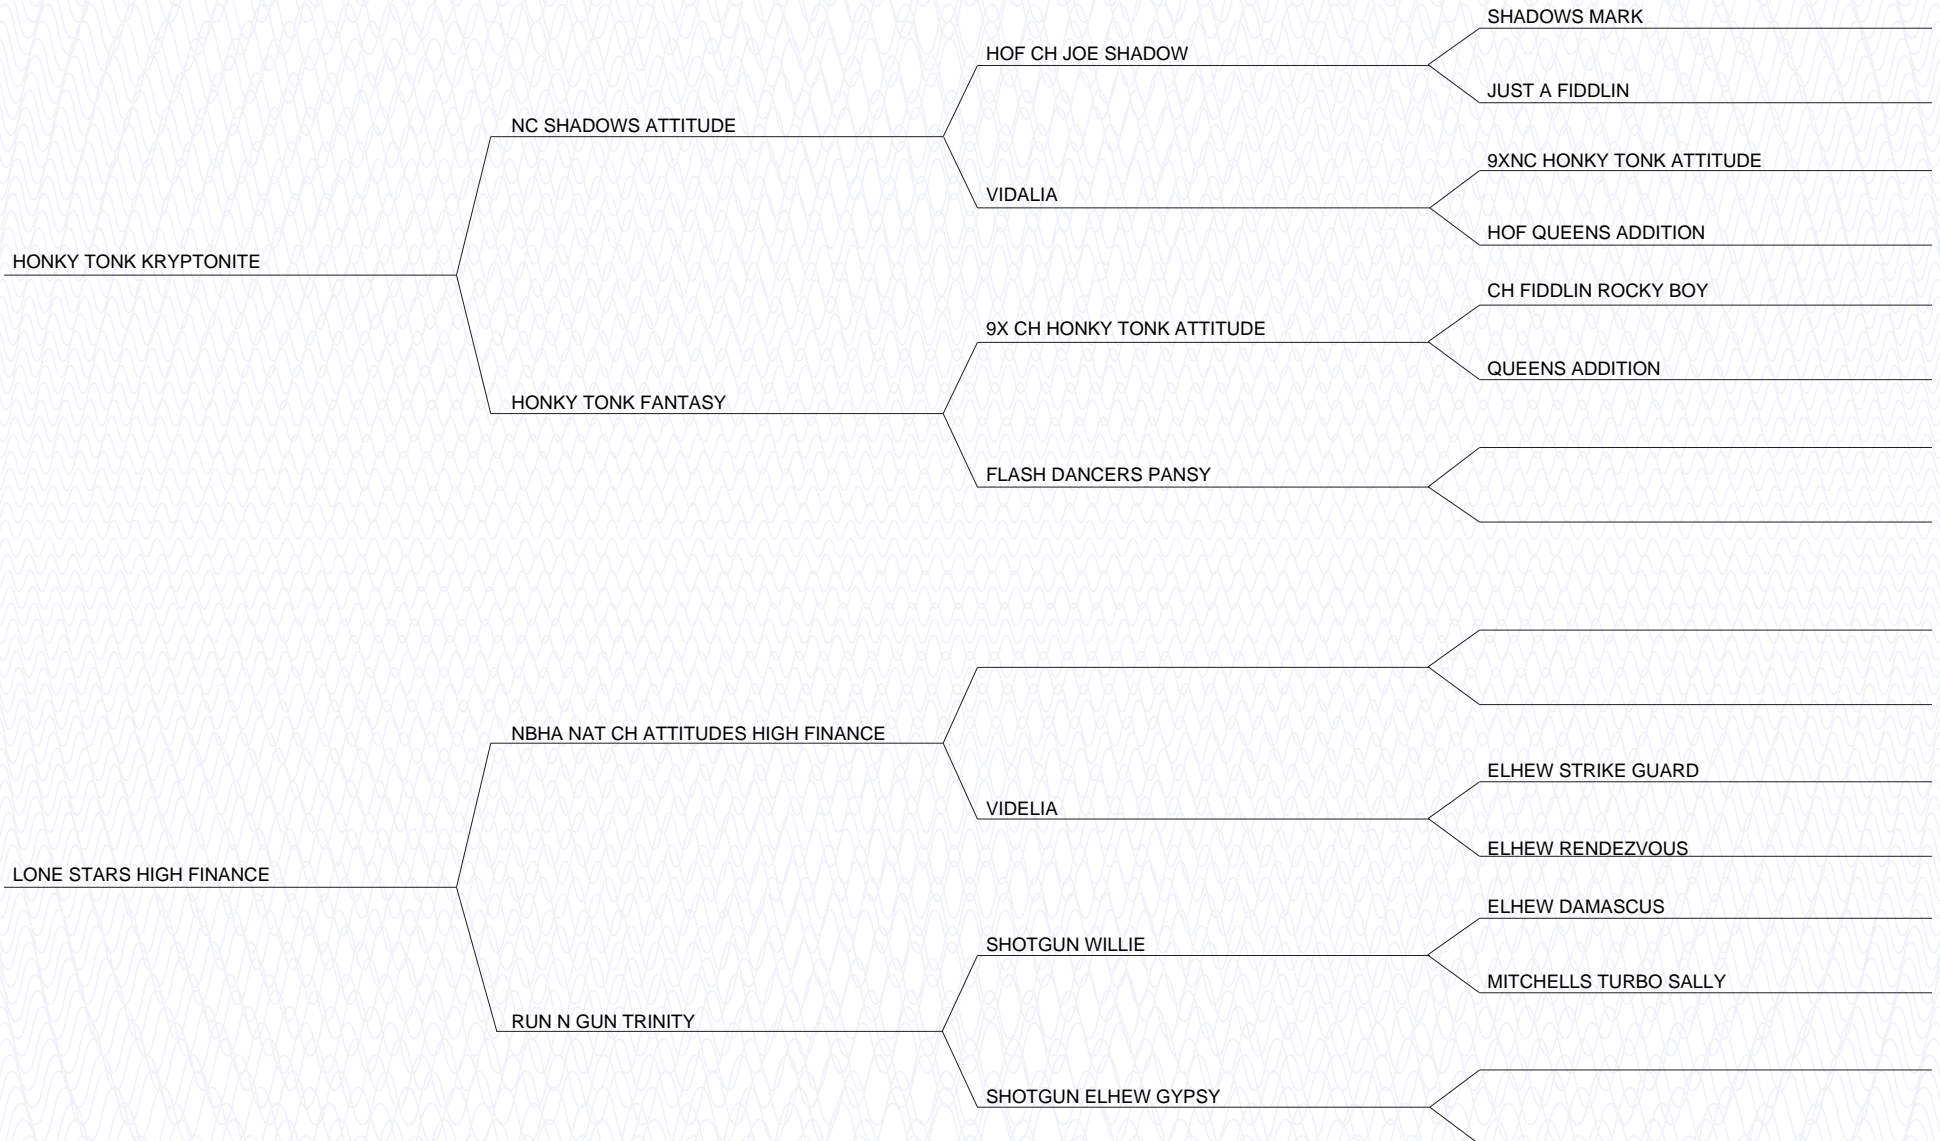 SHADOWS MARK
HOF CH JOE SHADOW
JUST A FIDDLIN
NC SHADOWS ATTITUDE
9XNC HONKY TONK ATTITUDE
VIDALIA
HOF QUEENS ADDITION
HONKY TONK KRYPTONITE
CH FIDDLIN ROCKY BOY
9X CH HONKY TONK ATTITUDE
QUEENS ADDITION
HONKY TONK FANTASY
FLASH DANCERS PANSY
NBHA NAT CH ATTITUDES HIGH FINANCE
ELHEW STRIKE GUARD
VIDELIA
ELHEW RENDEZVOUS
LONE STARS HIGH FINANCE
ELHEW DAMASCUS
SHOTGUN WILLIE
MITCHELLS TURBO SALLY
RUN N GUN TRINITY
SHOTGUN ELHEW GYPSY